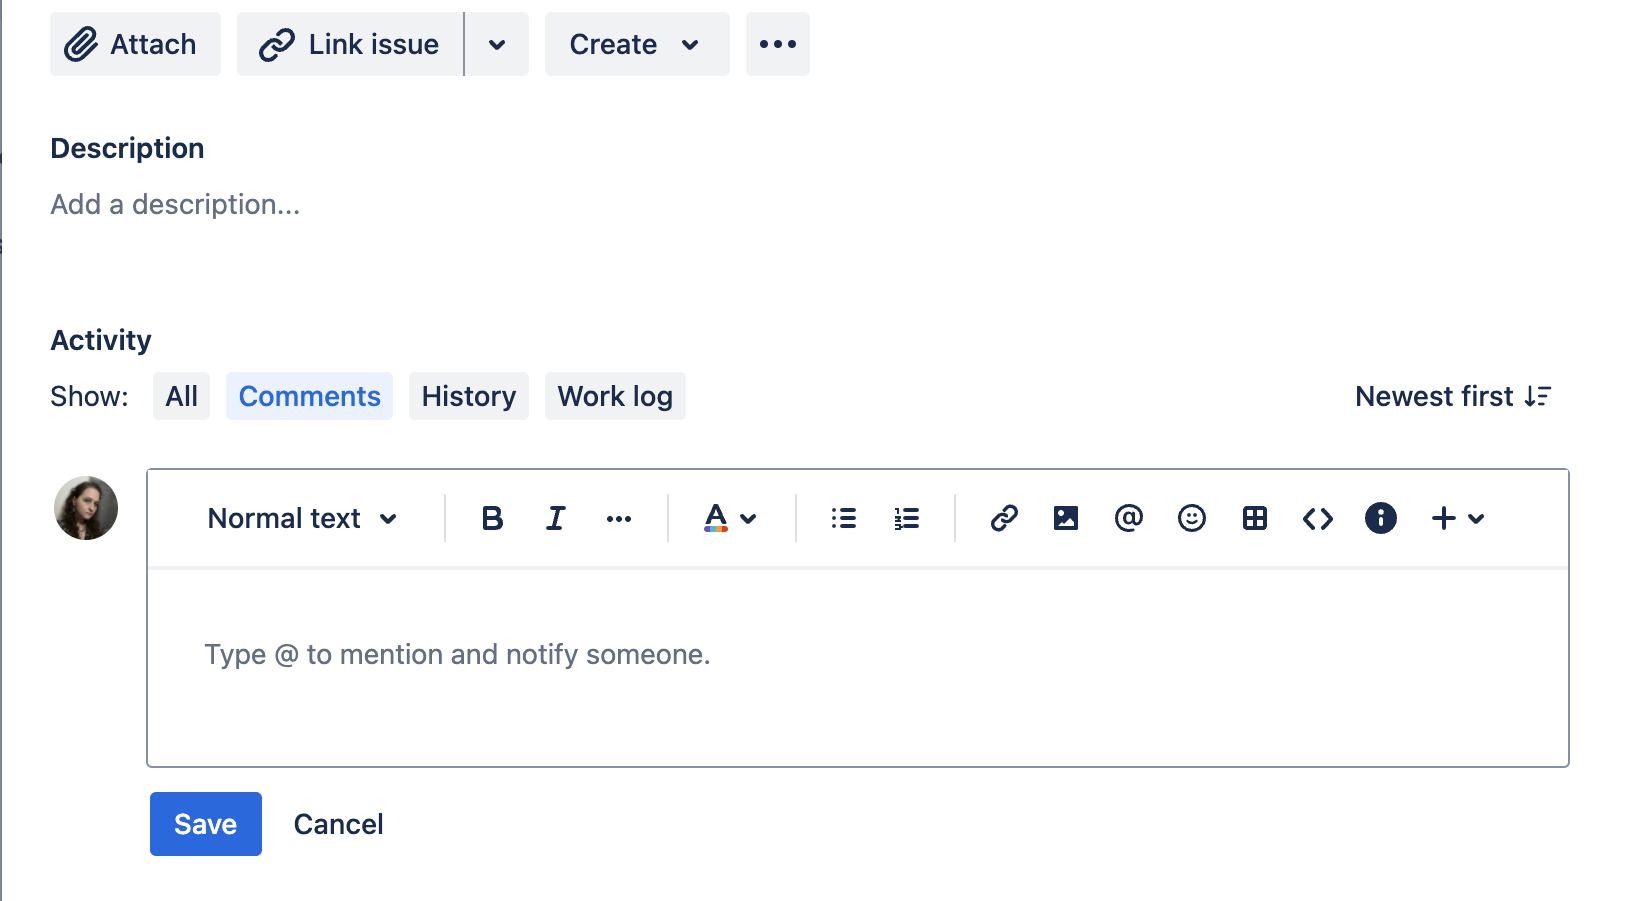 Attach Link issue Create
Description
Add a description...
Activity
Show: All Comments History Work log Newest first
Normal text B I A @
Type @ to mention and notify someone.
Save Cancel